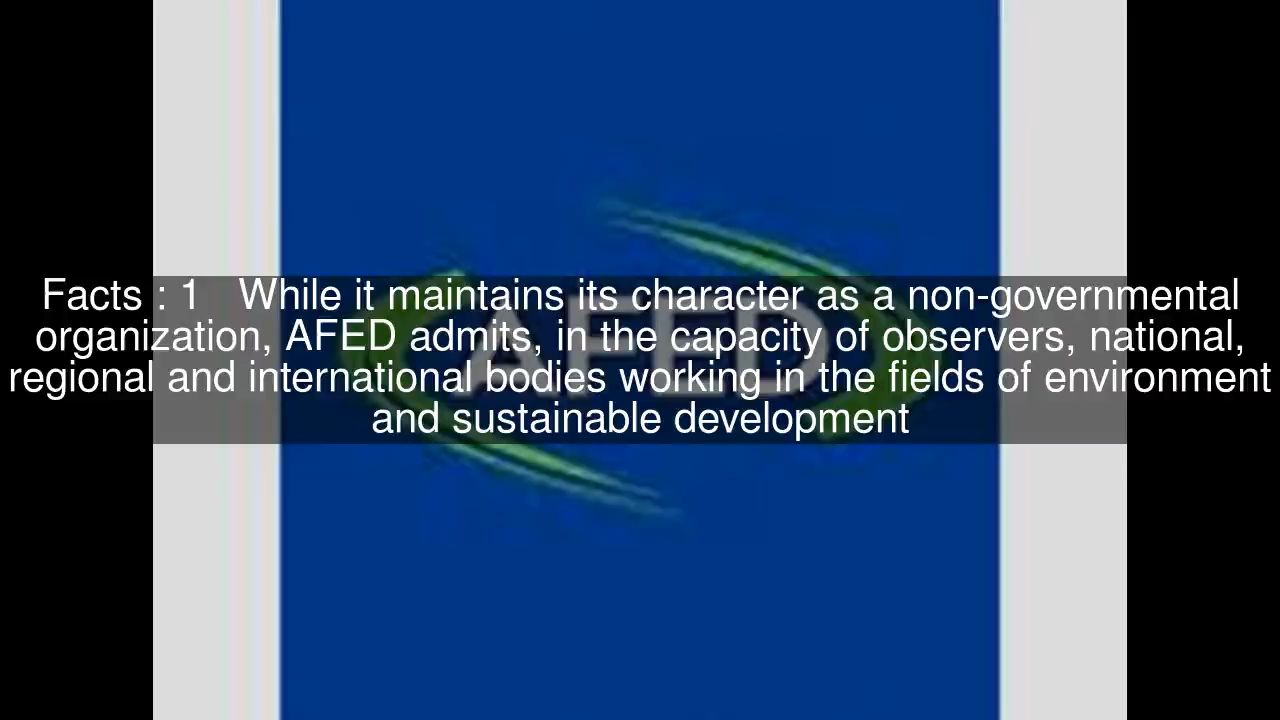 Facts : 1 While it maintains its character as a non-governmental
organization, AFED admits, in the capacity of observers, national,
regional and international bodies working in the fields of environment
and sustainable development
AFED